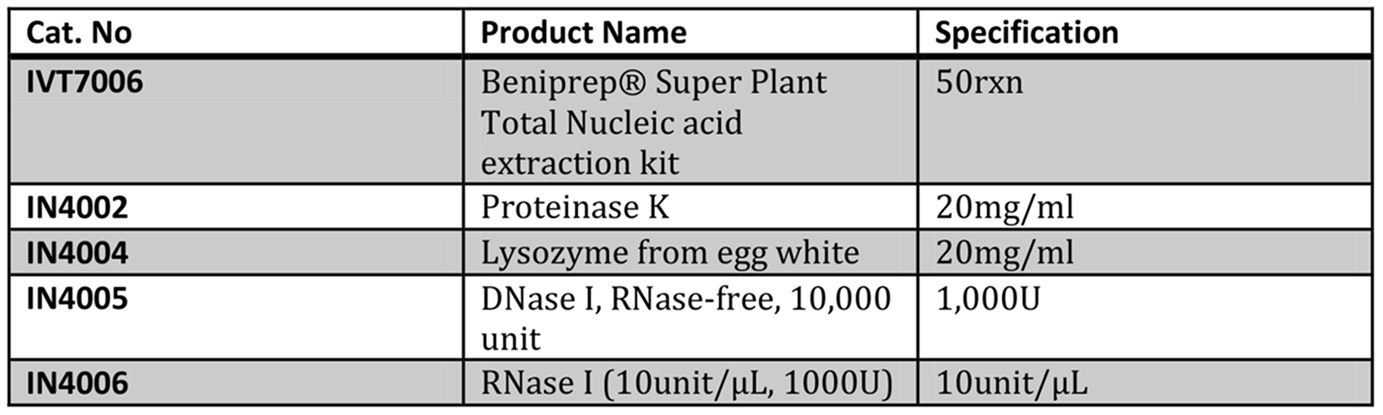 Cat. No Product Name Specification
IVT7006 Beniprep® Super Plant 50rxn
Total Nucleic acid
extraction kit
IN4002 Proteinase K 20mg/ml
IN4004 Lysozyme from egg white 20mg/ml
IN4005 DNase I, RNase-free, 10,000 1,000U
unit
IN4006 RNase I (10unit/μL, 1000U) 10unit/μL